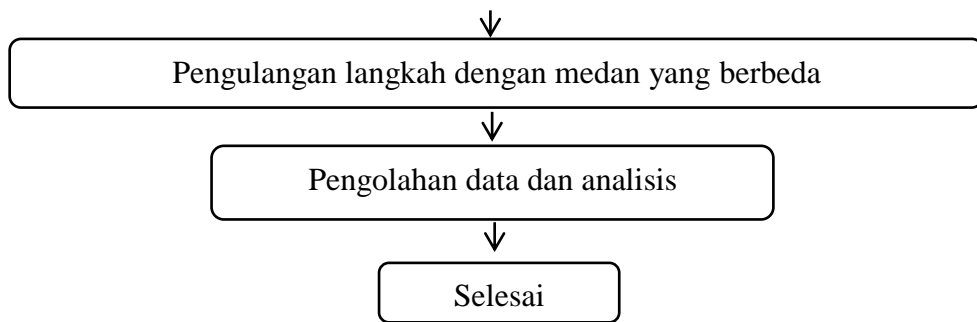 Pengulangan langkah dengan medan yang berbeda
Pengolahan data dan analisis
Selesai